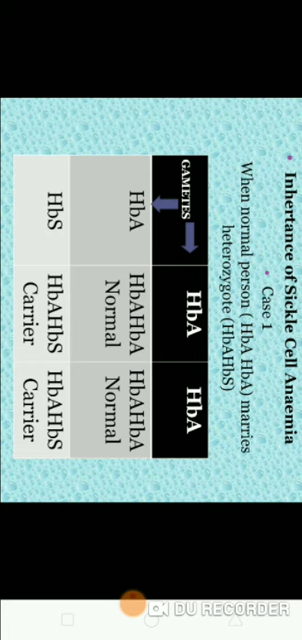 Inhertance of Sickle Cell Anaemia
Case 1
When normal person ( HbA HbA) marries
heterozygote (HbAHbS)
GAMETES HbA HbA
HbA HbAHbA HbAHbA
Normal Normal
HbS HbAHbS HbAHbS
Carrier Carrier
DU RECORDER